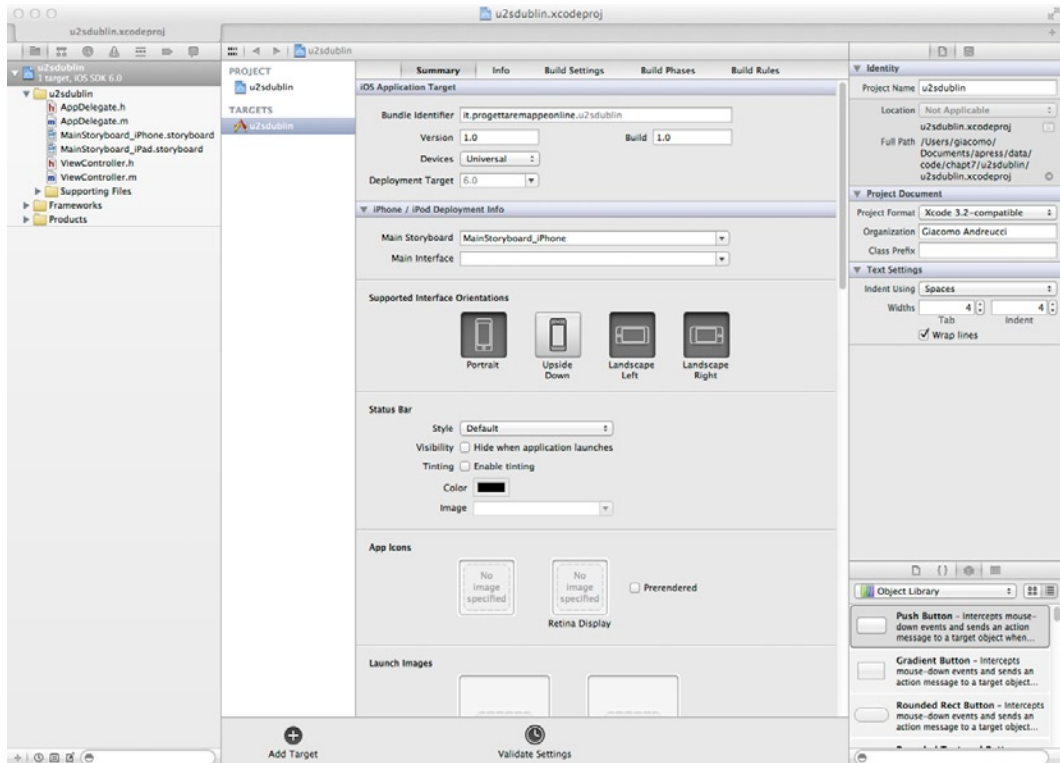 u2sdublin.xcodeproj
u2sdublin.xcodeproj
u2sdublin
u2sdublin
1 target, iOS SDK 6.0
u2sdublin
h AppDelegate.h
m AppDelegate.m
MainStoryboard_iPhone.storyboard
MainStoryboard_iPad.storyboard
h ViewController.h
m ViewController.m
Supporting Files
Frameworks
Products
PROJECT
u2sdublin
TARGETS
u2sdublin
Summary Info Build Settings Build Phases Build Rules
iOS Application Target
Bundle Identifier it.progettaremappeonline.u2sdublin
Version 1.0 Build 1.0
Devices Universal
Deployment Target 6.0
iPhone / iPod Deployment Info
Main Storyboard MainStoryboard_iPhone
Main Interface
Supported Interface Orientations
Portrait Upside Down Landscape Left Landscape Right
Status Bar
Style Default
Visibility Hide when application launches
Tinting Enable tinting
Color
Image
App Icons
No image specified No image specified Prerendered
Retina Display
Launch Images
Add Target Validate Settings
Identity
Project Name u2sdublin
Location Not Applicable
u2sdublin.xcodeproj
Full Path /Users/giacomo/
Documents/apress/data/
code/chapt7/u2sdublin/
u2sdublin.xcodeproj
Project Document
Project Format Xcode 3.2-compatible
Organization Giacomo Andreucci
Class Prefix
Text Settings
Indent Using Spaces
Widths 4 4
Tab Indent
Wrap lines
{}
Object Library
Push Button - Intercepts mouse-
down events and sends an action
message to a target object when...
Gradient Button - Intercepts
mouse-down events and sends an
action message to a target object...
Rounded Rect Button - Intercepts
mouse-down events and sends an
action message to a target object...